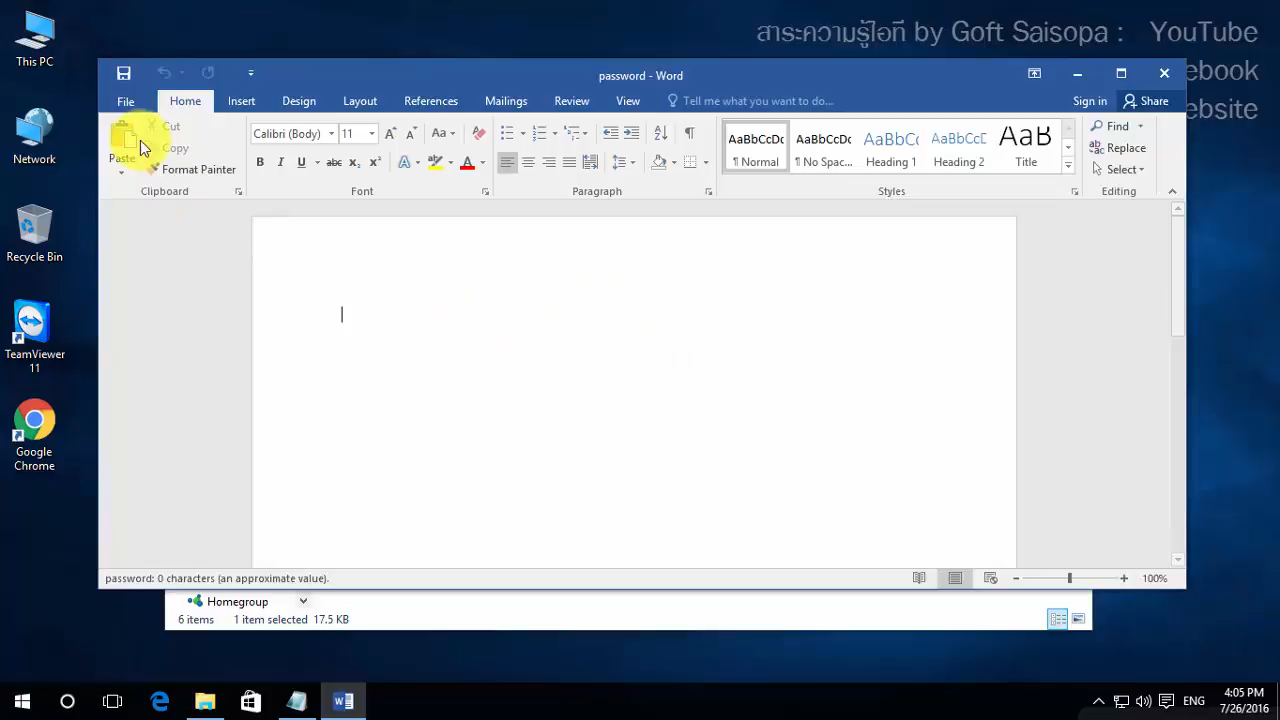 This PC
Network
Recycle Bin
TeamViewer
11
Google
Chrome
สาระความรู้ไอที by Goft Saisopa : YouTube
ebook
ebsite
password - Word
File
Home
Insert
Design
Layout
References
Mailings
Review
View
Tell me what you want to do...
Sign in
Share
Paste
Cut
Copy
Format Painter
Clipboard
Calibri (Body)
11
Aa
B I U abc x₂ x²
A
A
Font
Paragraph
AaBbCcDc
¶ Normal
AaBbCcDc
¶ No Spac...
AaBbCc
Heading 1
AaBbCcD
Heading 2
AaB
Title
Styles
Find
Replace
Select
Editing
password: 0 characters (an approximate value).
100%
Homegroup
6 items
1 item selected 17.5 KB
ENG
4:05 PM
7/26/2016